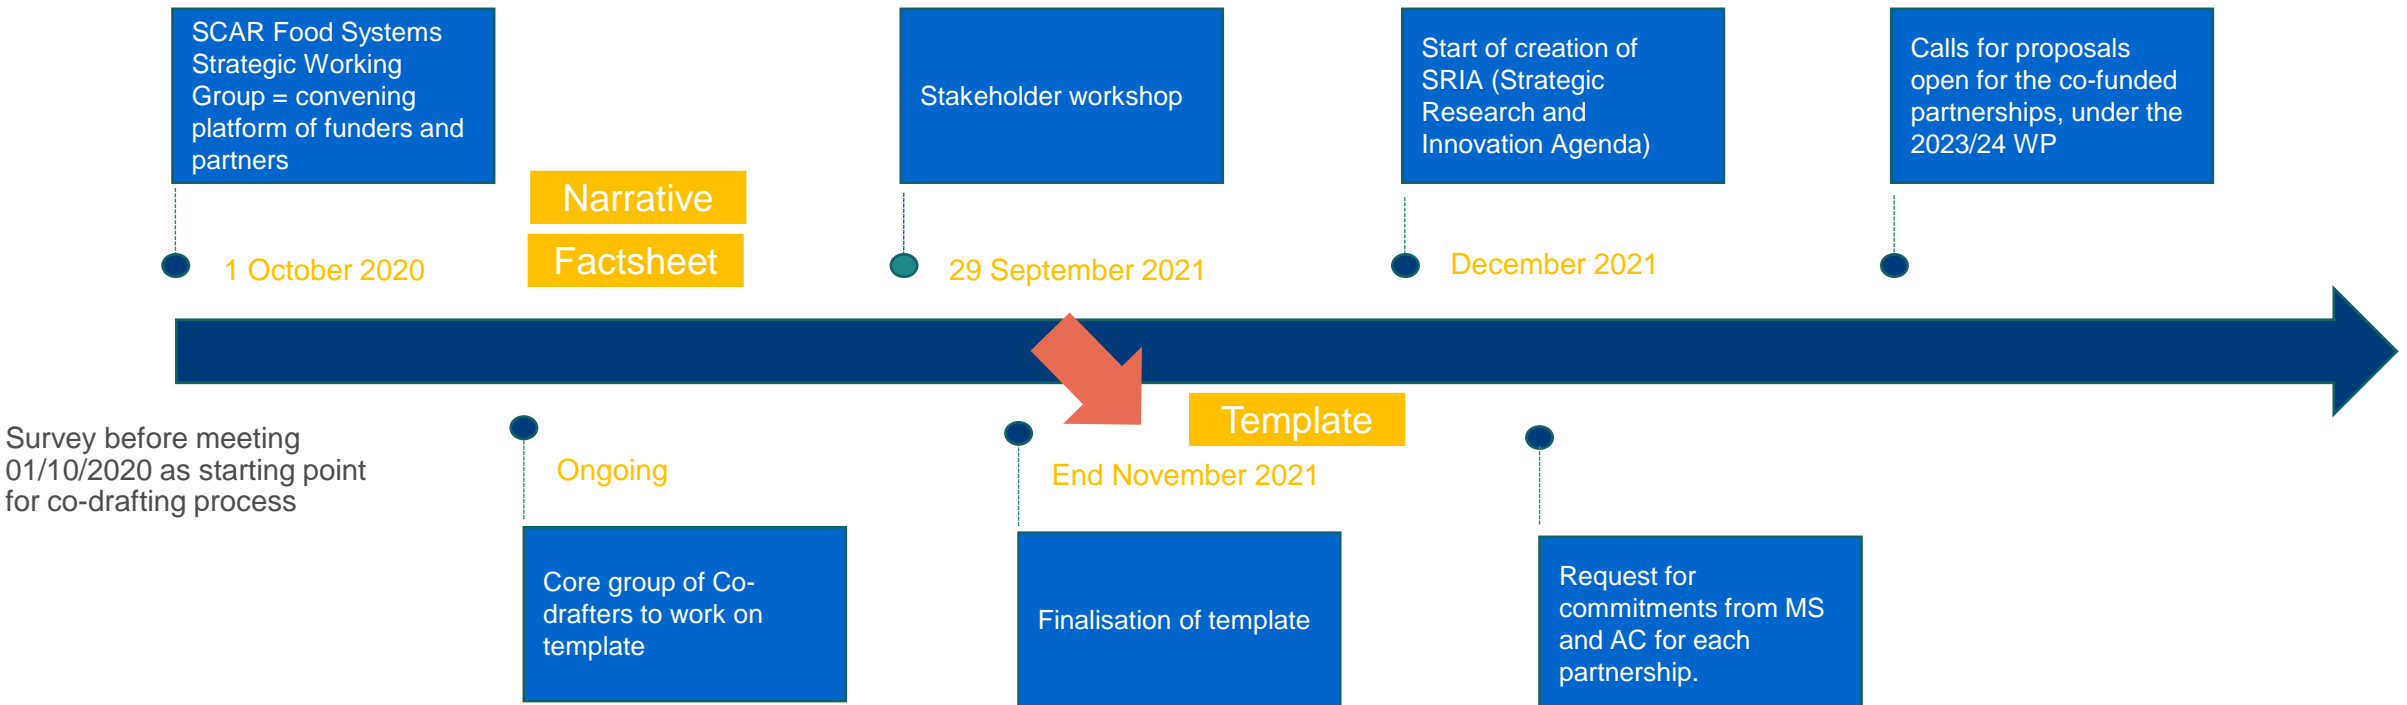 SCAR Food Systems
Strategic Working
Group = convening
platform of funders and
partners
Narrative
Factsheet
1 October 2020
Stakeholder workshop
29 September 2021
Start of creation of
SRIA (Strategic
Research and
Innovation Agenda)
December 2021
Calls for proposals
open for the co-funded
partnerships, under the
2023/24 WP
Survey before meeting
01/10/2020 as starting point
for co-drafting process
Ongoing
Core group of Co-
drafters to work on
template
Template
End November 2021
Finalisation of template
Request for
commitments from MS
and AC for each
partnership.